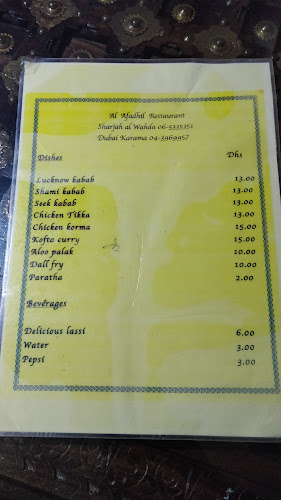 Al Afadhil Restaurant
Sharjah al Wahda 06-5335351
Dubai Karama 04-3969957
Dishes Dhs
Lucknow kabab 13.00
Shami kabab 13.00
Seek kabab 13.00
Chicken Tikka 13.00
Chicken korma 15.00
Kofta curry 15.00
Aloo palak 10.00
Dall fry 10.00
Paratha 2.00
Beverages
Delicious lassi 6.00
Water 3.00
Pepsi 3.00